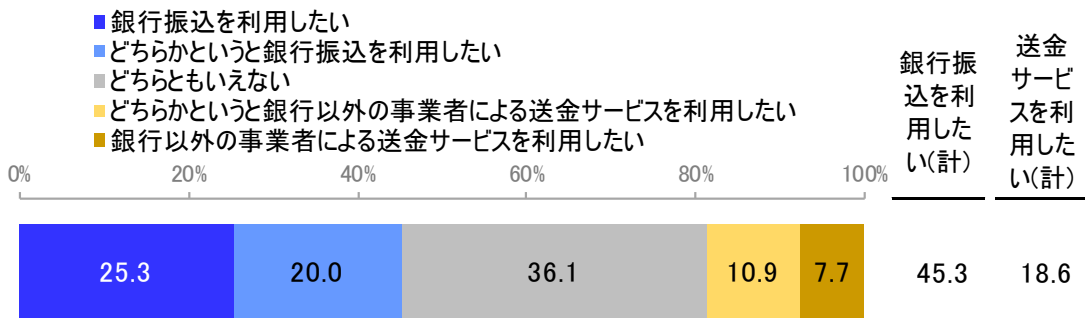 銀行振込を利用したい
どちらかというと銀行振込を利用したい
どちらともいえない
どちらかというと銀行以外の事業者による送金サービスを利用したい
銀行以外の事業者による送金サービスを利用したい
銀行振
込を利
用した
い(計)
送金
サービ
スを利
用した
い(計)
0% 20% 40% 60% 80% 100%
25.3 20.0 36.1 10.9 7.7 45.3 18.6